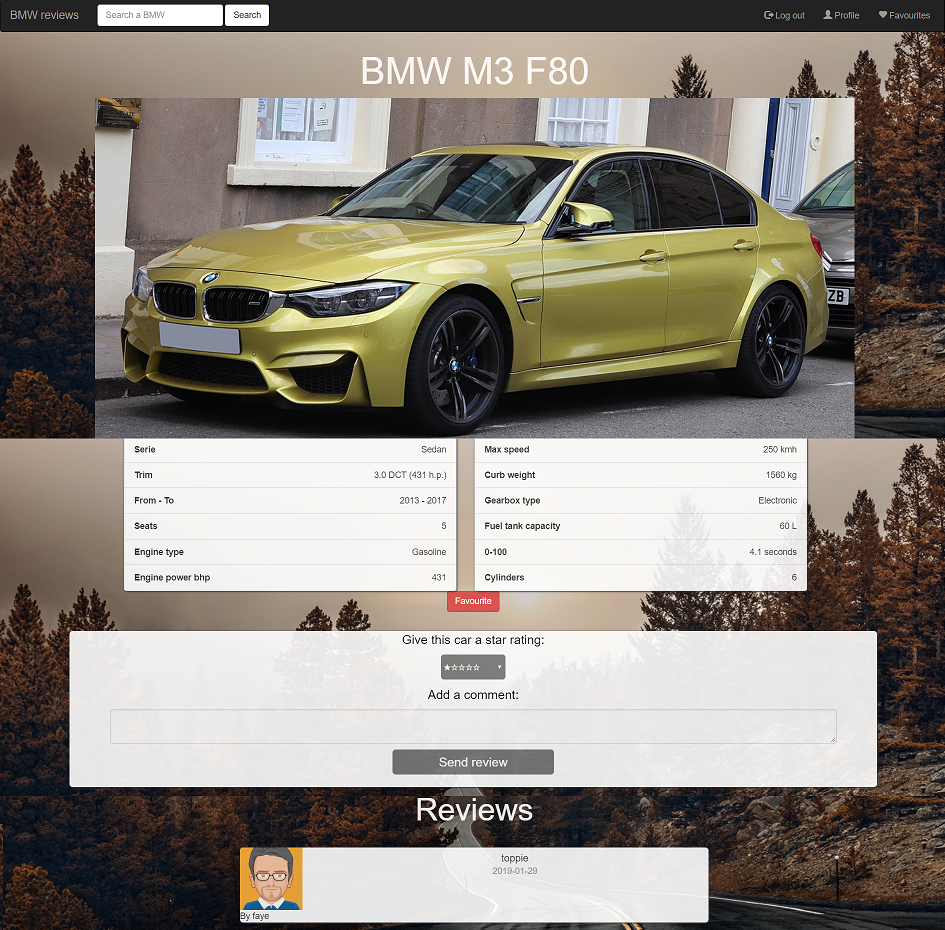 BMW reviews
Search a BMW
Search
Log out
Profile
Favourites
BMW M3 F80
ZB
Serie Sedan
Trim 3.0 DCT (431 h.p.)
From - To 2013 - 2017
Seats 5
Engine type Gasoline
Engine power bhp 431
Max speed 250 kmh
Curb weight 1560 kg
Gearbox type Electronic
Fuel tank capacity 60 L
0-100 4.1 seconds
Cylinders 6
Favourite
Give this car a star rating:
★☆☆☆☆
Add a comment:
Send review
Reviews
toppie
2019-01-29
By faye